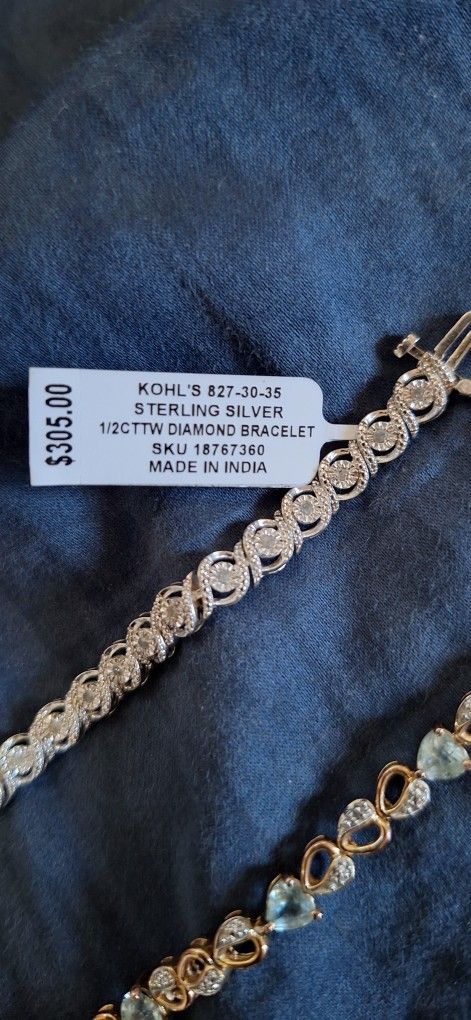 $305.00
KOHL'S 827-30-35
STERLING SILVER
1/2CTTW DIAMOND BRACELET
SKU 18767360
MADE IN INDIA